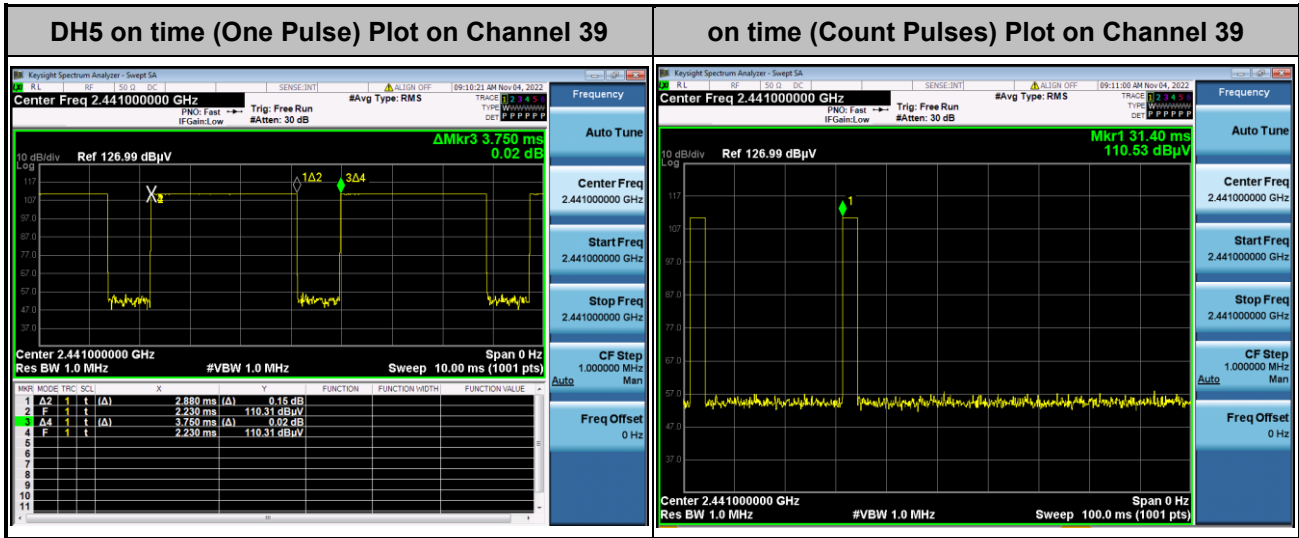 DH5 on time (One Pulse) Plot on Channel 39
on time (Count Pulses) Plot on Channel 39
Keysight Spectrum Analyzer - Swept SA
RL RF 50 Ω DC SENSE:INT ALIGN OFF 09:10:21 AM Nov 04, 2022
Center Freq 2.441000000 GHz
#Avg Type: RMS
TRACE 1 2 3 4 5 6
PNO: Fast Trig: Free Run
TYPE W
IFGain:Low #Atten: 30 dB
DET P P P P P P
ΔMkr3 3.750 ms
0.02 dB
10 dB/div Ref 126.99 dBµV
Log
117
107
97.0
87.0
77.0
67.0
57.0
47.0
37.0
X
2
1Δ2
3Δ4
Center 2.441000000 GHz Span 0 Hz
Res BW 1.0 MHz #VBW 1.0 MHz Sweep 10.00 ms (1001 pts)
MKR MODE TRC SCL X Y FUNCTION FUNCTION WIDTH FUNCTION VALUE
1 Δ2 1 t (Δ) 2.880 ms (Δ) 0.15 dB
2 F 1 t 2.230 ms 110.31 dBuV
3 Δ4 1 t (Δ) 3.750 ms (Δ) 0.02 dB
4 F 1 t 2.230 ms 110.31 dBuV
5
6
7
8
9
10
11
Frequency
Auto Tune
Center Freq
2.441000000 GHz
Start Freq
2.441000000 GHz
Stop Freq
2.441000000 GHz
CF Step
1.000000 MHz
Auto Man
Freq Offset
0 Hz
Keysight Spectrum Analyzer - Swept SA
RL RF 50 Ω DC SENSE:INT ALIGN OFF 09:11:00 AM Nov 04, 2022
Center Freq 2.441000000 GHz
#Avg Type: RMS
TRACE 1 2 3 4 5 6
PNO: Fast Trig: Free Run
TYPE W
IFGain:Low #Atten: 30 dB
DET P P P P P P
Mkr1 31.40 ms
110.53 dBµV
10 dB/div Ref 126.99 dBµV
Log
117
107
97.0
87.0
77.0
67.0
57.0
47.0
37.0
1
Center 2.441000000 GHz Span 0 Hz
Res BW 1.0 MHz #VBW 1.0 MHz Sweep 100.0 ms (1001 pts)
Frequency
Auto Tune
Center Freq
2.441000000 GHz
Start Freq
2.441000000 GHz
Stop Freq
2.441000000 GHz
CF Step
1.000000 MHz
Auto Man
Freq Offset
0 Hz